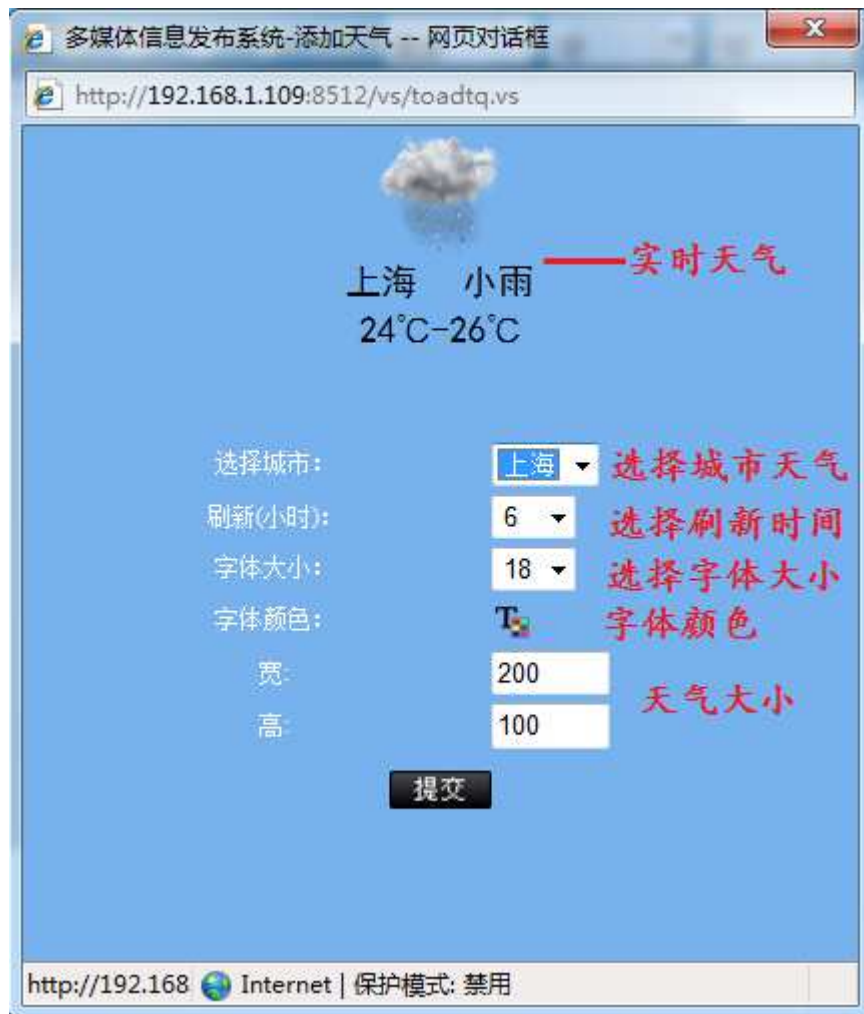 多媒体信息发布系统-添加天气 -- 网页对话框
http://192.168.1.109:8512/vs/toadtq.vs
上海 小雨 实时天气
24℃-26℃
选择城市: 上海 选择城市天气
刷新(小时): 6 选择刷新时间
字体大小: 18 选择字体大小
字体颜色: T 字体颜色
宽: 200
天气大小
高: 100
提交
http://192.168 Internet | 保护模式: 禁用